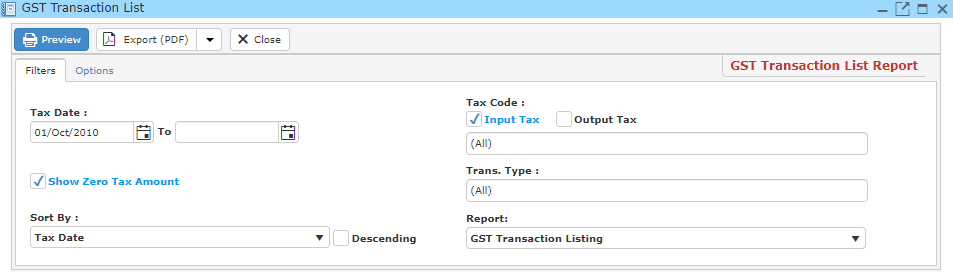 GST Transaction List
Preview
Export (PDF)
Close
Filters
Options
GST Transaction List Report
Tax Date :
01/Oct/2010
To
Show Zero Tax Amount
Sort By :
Tax Date
Descending
Tax Code :
Input Tax
Output Tax
(All)
Trans. Type :
(All)
Report:
GST Transaction Listing